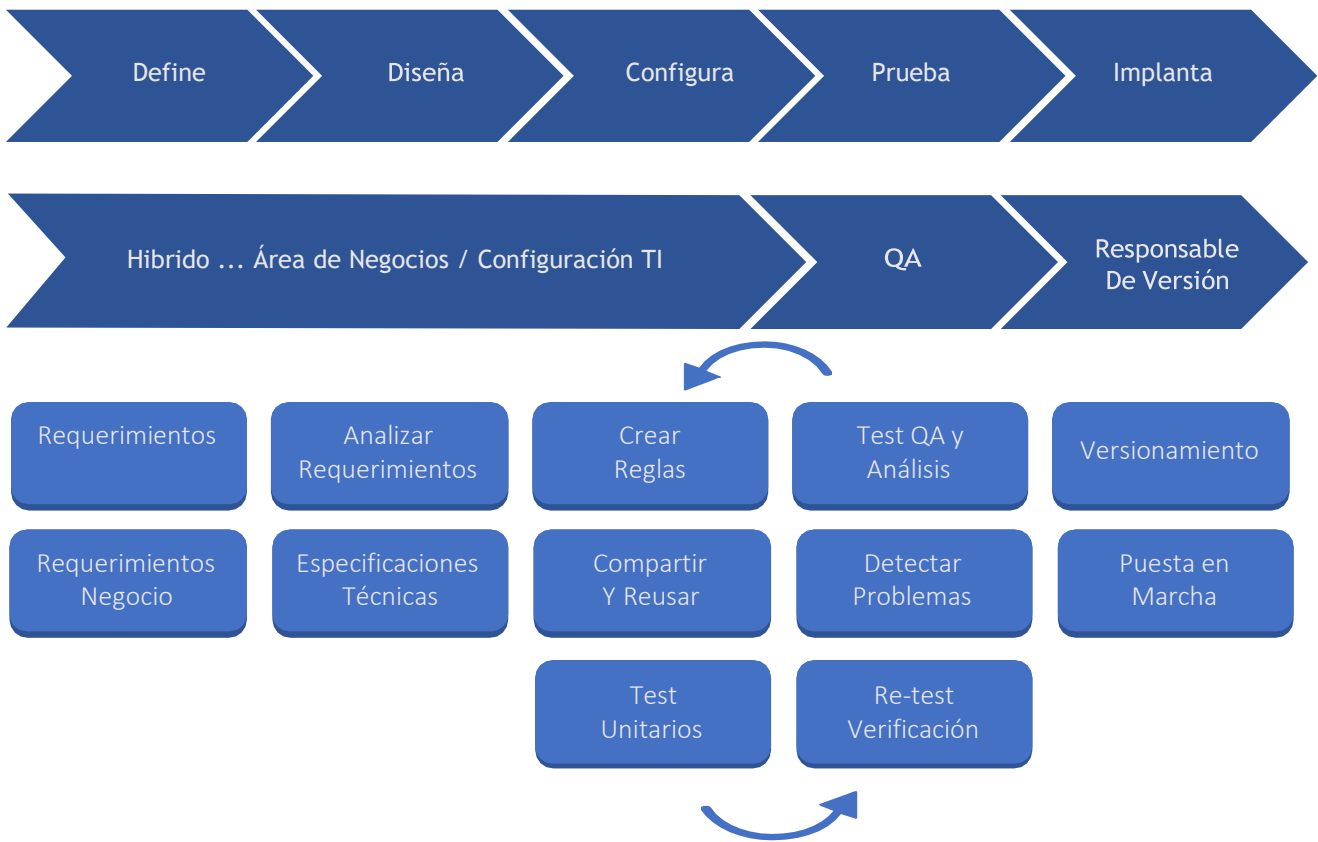 Define
Diseña
Configura
Prueba
Implanta
Hibrido ... Área de Negocios / Configuración TI
QA
Responsable
De Versión
Requerimientos
Analizar
Requerimientos
Crear
Reglas
Test QA y
Análisis
Versionamiento
Requerimientos
Negocio
Especificaciones
Técnicas
Compartir
Y Reusar
Detectar
Problemas
Puesta en
Marcha
Test
Unitarios
Re-test
Verificación